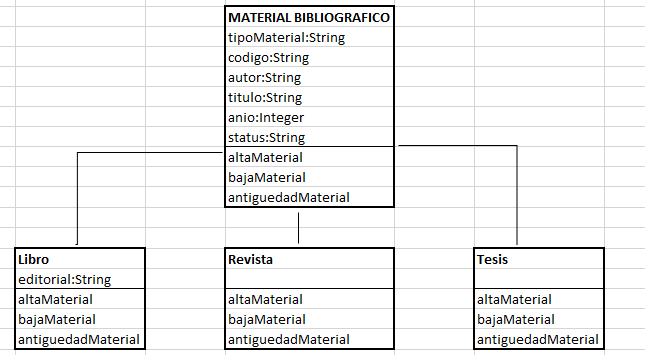 MATERIAL BIBLIOGRAFICO
tipoMaterial:String
codigo:String
autor:String
titulo:String
anio:Integer
status:String
altaMaterial
bajaMaterial
antiguedadMaterial
Libro
editorial:String
altaMaterial
bajaMaterial
antiguedadMaterial
Revista
altaMaterial
bajaMaterial
antiguedadMaterial
Tesis
altaMaterial
bajaMaterial
antiguedadMaterial